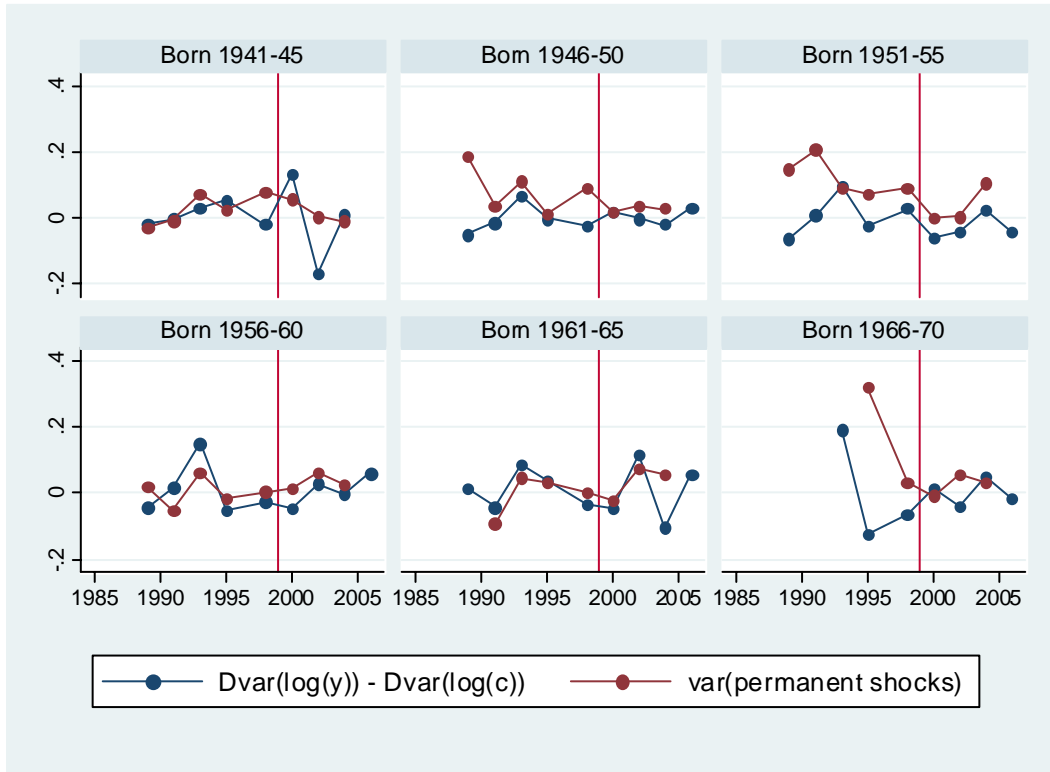 Born 1941-45 Born 1946-50 Born 1951-55
.4
.2
0
-.2
Born 1956-60 Born 1961-65 Born 1966-70
.4
.2
0
-.2
1985 1990 1995 2000 2005 1985 1990 1995 2000 2005 1985 1990 1995 2000 2005
Dvar(log(y)) - Dvar(log(c)) var(permanent shocks)